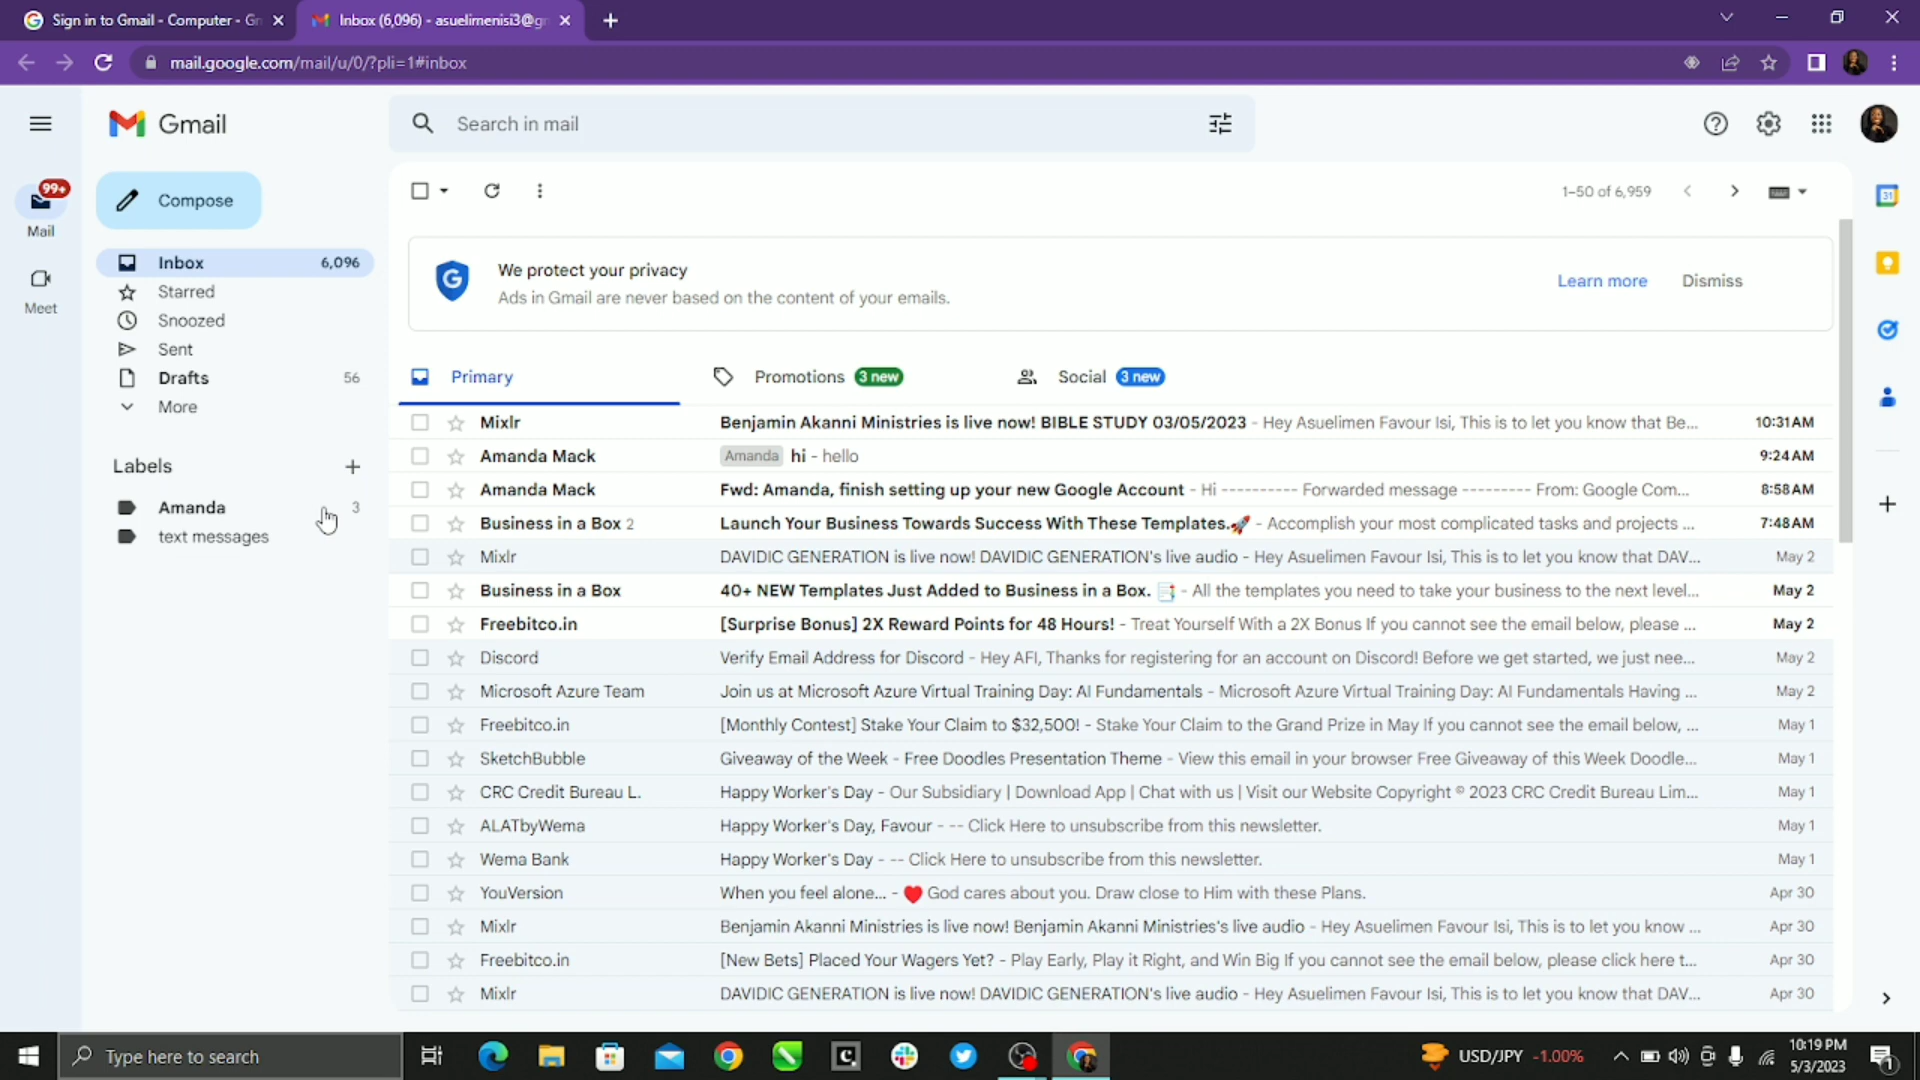 Sign in to Gmail - Computer - Gm
Inbox (6,096) - asuelimenisi3@gm
mail.google.com/mail/u/0/?pli=1#inbox
Gmail
Search in mail
99+
Mail
Meet
Compose
Inbox 6,096
Starred
Snoozed
Sent
Drafts 56
More
Labels
Amanda 3
text messages
1–50 of 6,959
We protect your privacy
Ads in Gmail are never based on the content of your emails.
Learn more Dismiss
Primary Promotions 3 new Social 3 new
Mixlr Benjamin Akanni Ministries is live now! BIBLE STUDY 03/05/2023 - Hey Asuelimen Favour Isi, This is to let you know that Be... 10:31 AM
Amanda Mack Amanda hi - hello 9:24 AM
Amanda Mack Fwd: Amanda, finish setting up your new Google Account - Hi ---------- Forwarded message --------- From: Google Com... 8:58 AM
Business in a Box 2 Launch Your Business Towards Success With These Templates.🚀 - Accomplish your most complicated tasks and projects ... 7:48 AM
Mixlr DAVIDIC GENERATION is live now! DAVIDIC GENERATION's live audio - Hey Asuelimen Favour Isi, This is to let you know that DAV... May 2
Business in a Box 40+ NEW Templates Just Added to Business in a Box. 📑 - All the templates you need to take your business to the next level... May 2
Freebitco.in [Surprise Bonus] 2X Reward Points for 48 Hours! - Treat Yourself With a 2X Bonus If you cannot see the email below, please ... May 2
Discord Verify Email Address for Discord - Hey AFI, Thanks for registering for an account on Discord! Before we get started, we just nee... May 2
Microsoft Azure Team Join us at Microsoft Azure Virtual Training Day: AI Fundamentals - Microsoft Azure Virtual Training Day: AI Fundamentals Having ... May 2
Freebitco.in [Monthly Contest] Stake Your Claim to $32,500! - Stake Your Claim to the Grand Prize in May If you cannot see the email below, ... May 1
SketchBubble Giveaway of the Week - Free Doodles Presentation Theme - View this email in your browser Free Giveaway of this Week Doodle... May 1
CRC Credit Bureau L. Happy Worker's Day - Our Subsidiary | Download App | Chat with us | Visit our Website Copyright © 2023 CRC Credit Bureau Lim... May 1
ALATbyWema Happy Worker's Day, Favour - -- Click Here to unsubscribe from this newsletter. May 1
Wema Bank Happy Worker's Day - -- Click Here to unsubscribe from this newsletter. May 1
YouVersion When you feel alone... - ❤️ God cares about you. Draw close to Him with these Plans. Apr 30
Mixlr Benjamin Akanni Ministries is live now! Benjamin Akanni Ministries's live audio - Hey Asuelimen Favour Isi, This is to let you know ... Apr 30
Freebitco.in [New Bets] Placed Your Wagers Yet? - Play Early, Play it Right, and Win Big If you cannot see the email below, please click here t... Apr 30
Mixlr DAVIDIC GENERATION is live now! DAVIDIC GENERATION's live audio - Hey Asuelimen Favour Isi, This is to let you know that DAV... Apr 30
31
Type here to search
USD/JPY -1.00%
10:19 PM
5/3/2023
1